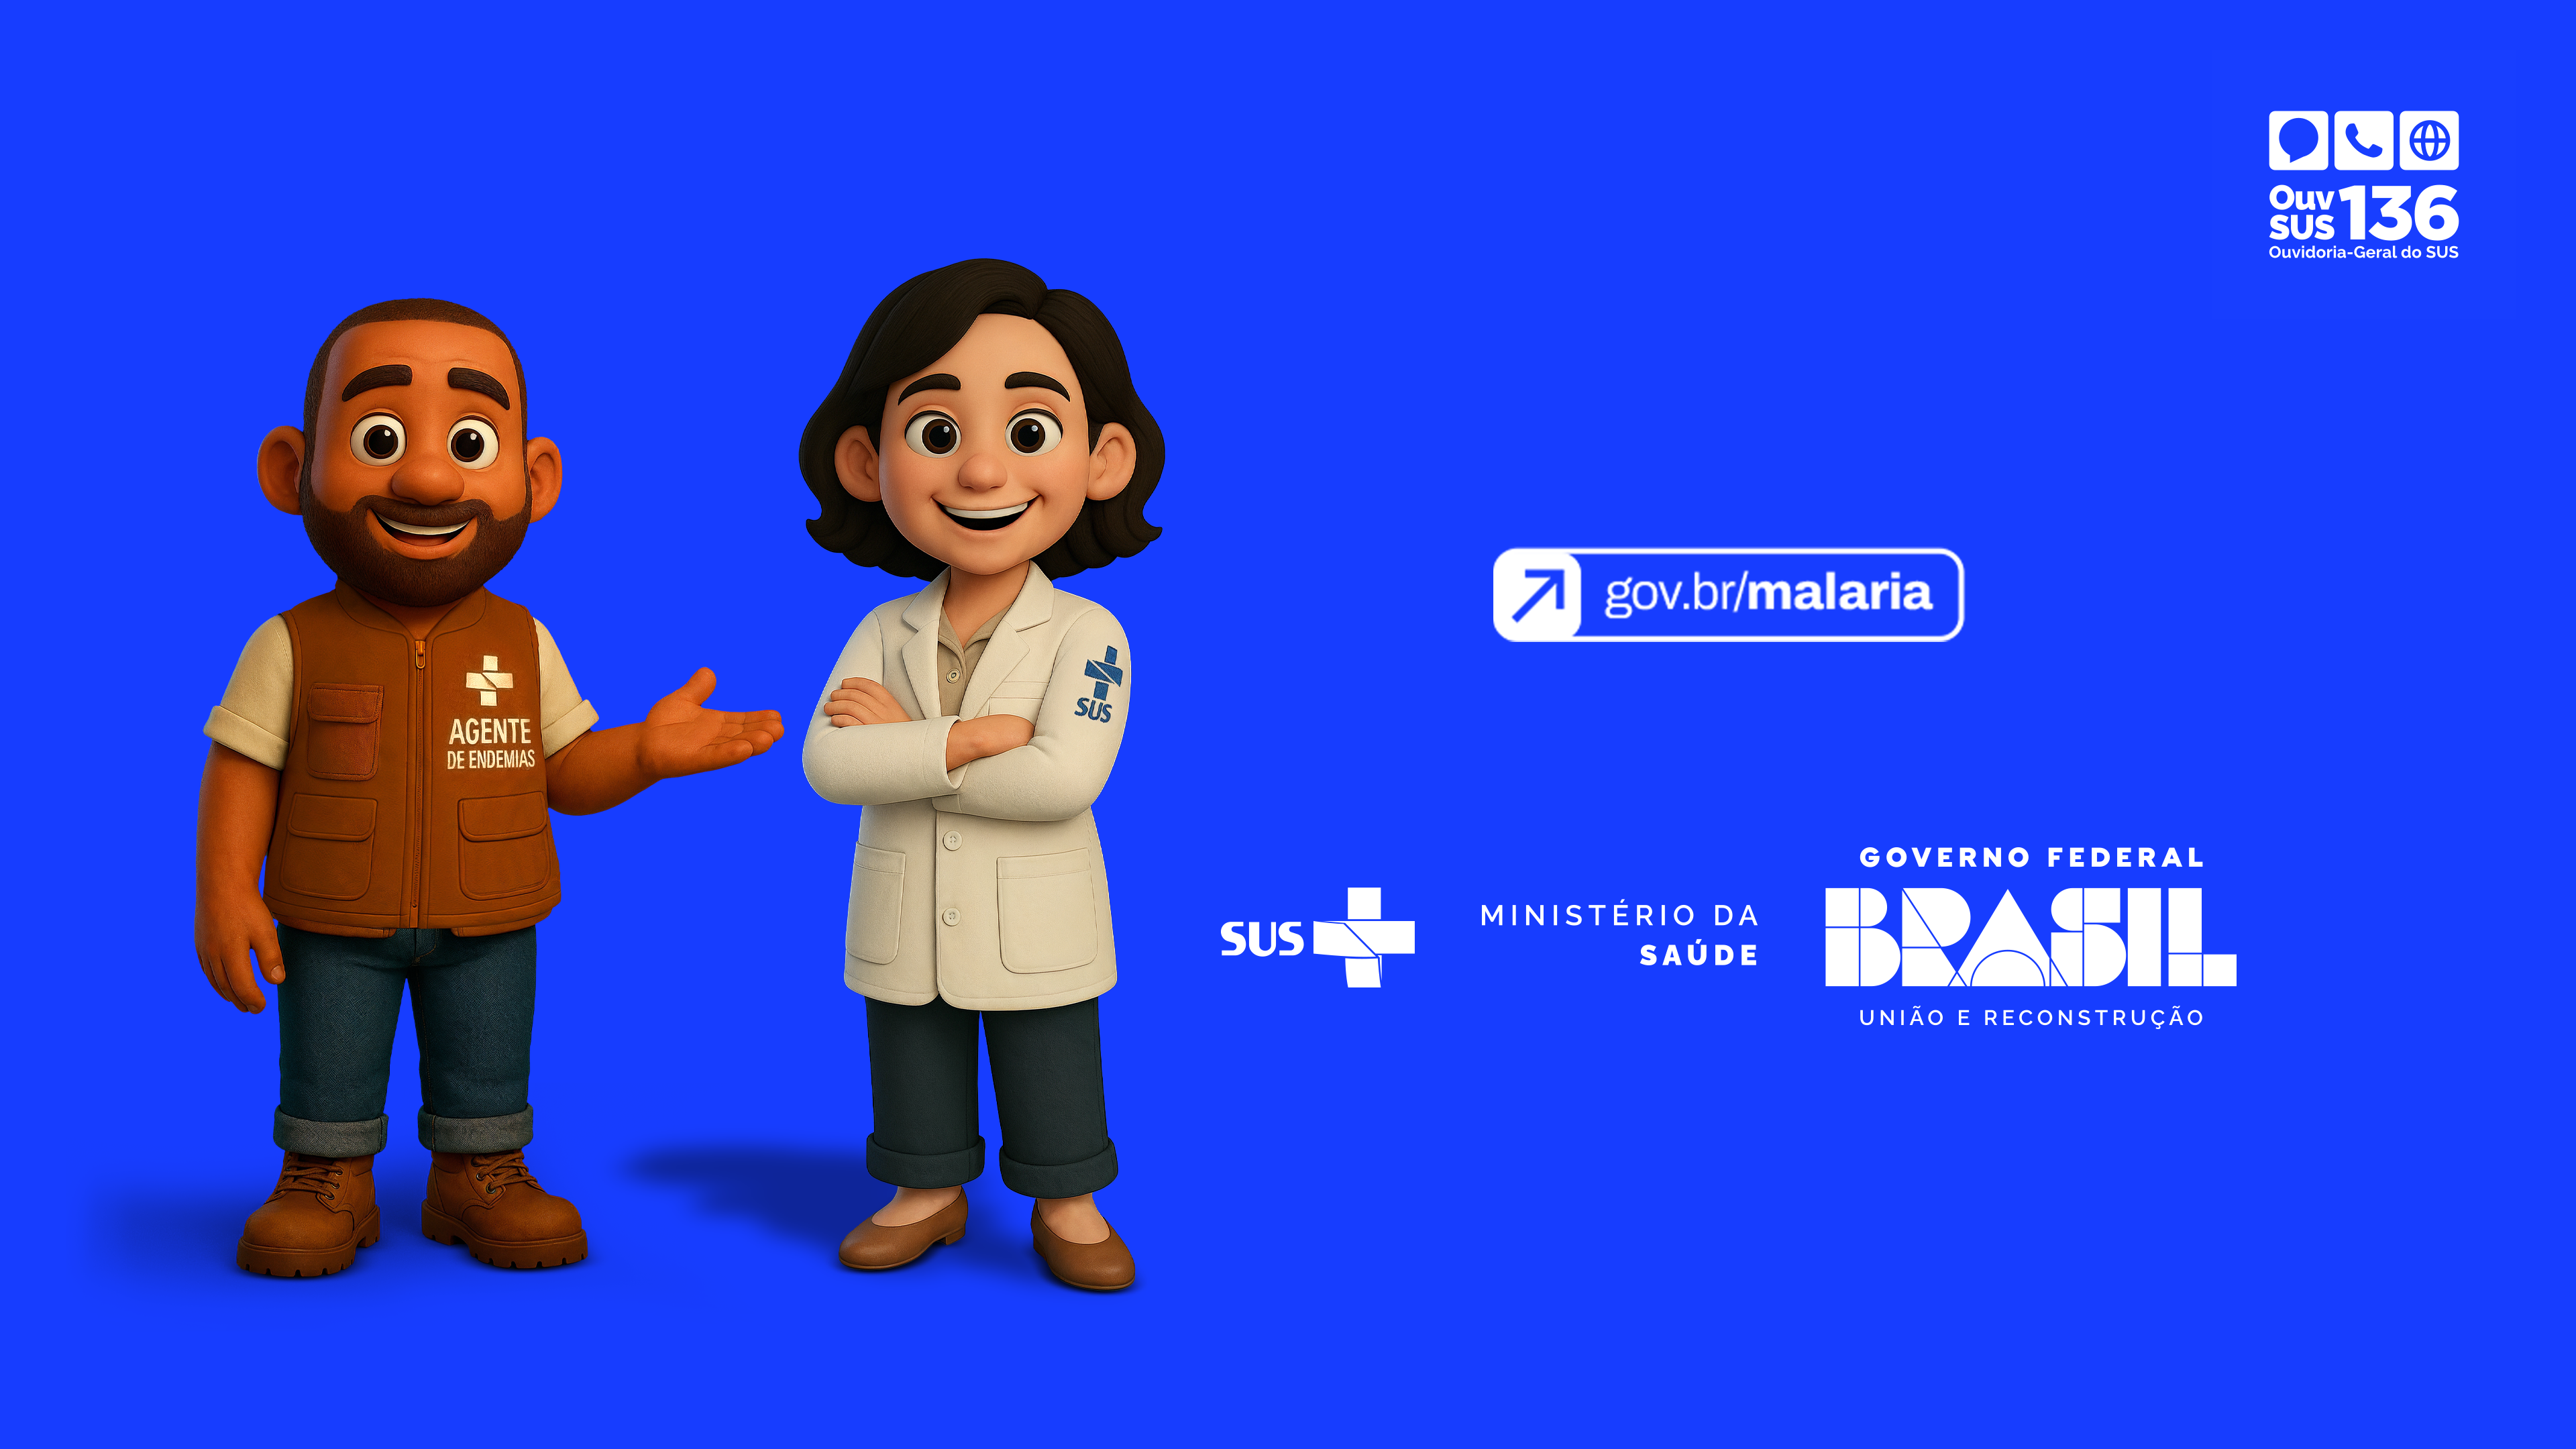 Ouv
SUS 136
Ouvidoria-Geral do SUS
AGENTE
DE ENDEMIAS
SUS
gov.br/malaria
SUS
MINISTÉRIO DA
SAÚDE
GOVERNO FEDERAL
BRASIL
UNIÃO E RECONSTRUÇÃO